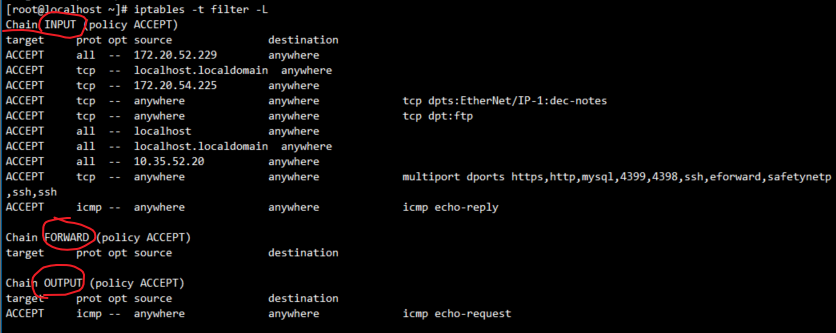 [root@localhost ~]# iptables -t filter -L
Chain INPUT (policy ACCEPT)
target     prot opt source               destination
ACCEPT     all  --  172.20.52.229        anywhere
ACCEPT     tcp  --  localhost.localdomain  anywhere
ACCEPT     tcp  --  172.20.54.225        anywhere
ACCEPT     tcp  --  anywhere             anywhere             tcp dpts:EtherNet/IP-1:dec-notes
ACCEPT     tcp  --  anywhere             anywhere             tcp dpt:ftp
ACCEPT     all  --  localhost            anywhere
ACCEPT     all  --  localhost.localdomain  anywhere
ACCEPT     all  --  10.35.52.20          anywhere
ACCEPT     tcp  --  anywhere             anywhere             multiport dports https,http,mysql,4399,4398,ssh,eforward,safetynetp
,ssh,ssh
ACCEPT     icmp --  anywhere             anywhere             icmp echo-reply
Chain FORWARD (policy ACCEPT)
target     prot opt source               destination
Chain OUTPUT (policy ACCEPT)
target     prot opt source               destination
ACCEPT     icmp --  anywhere             anywhere             icmp echo-request